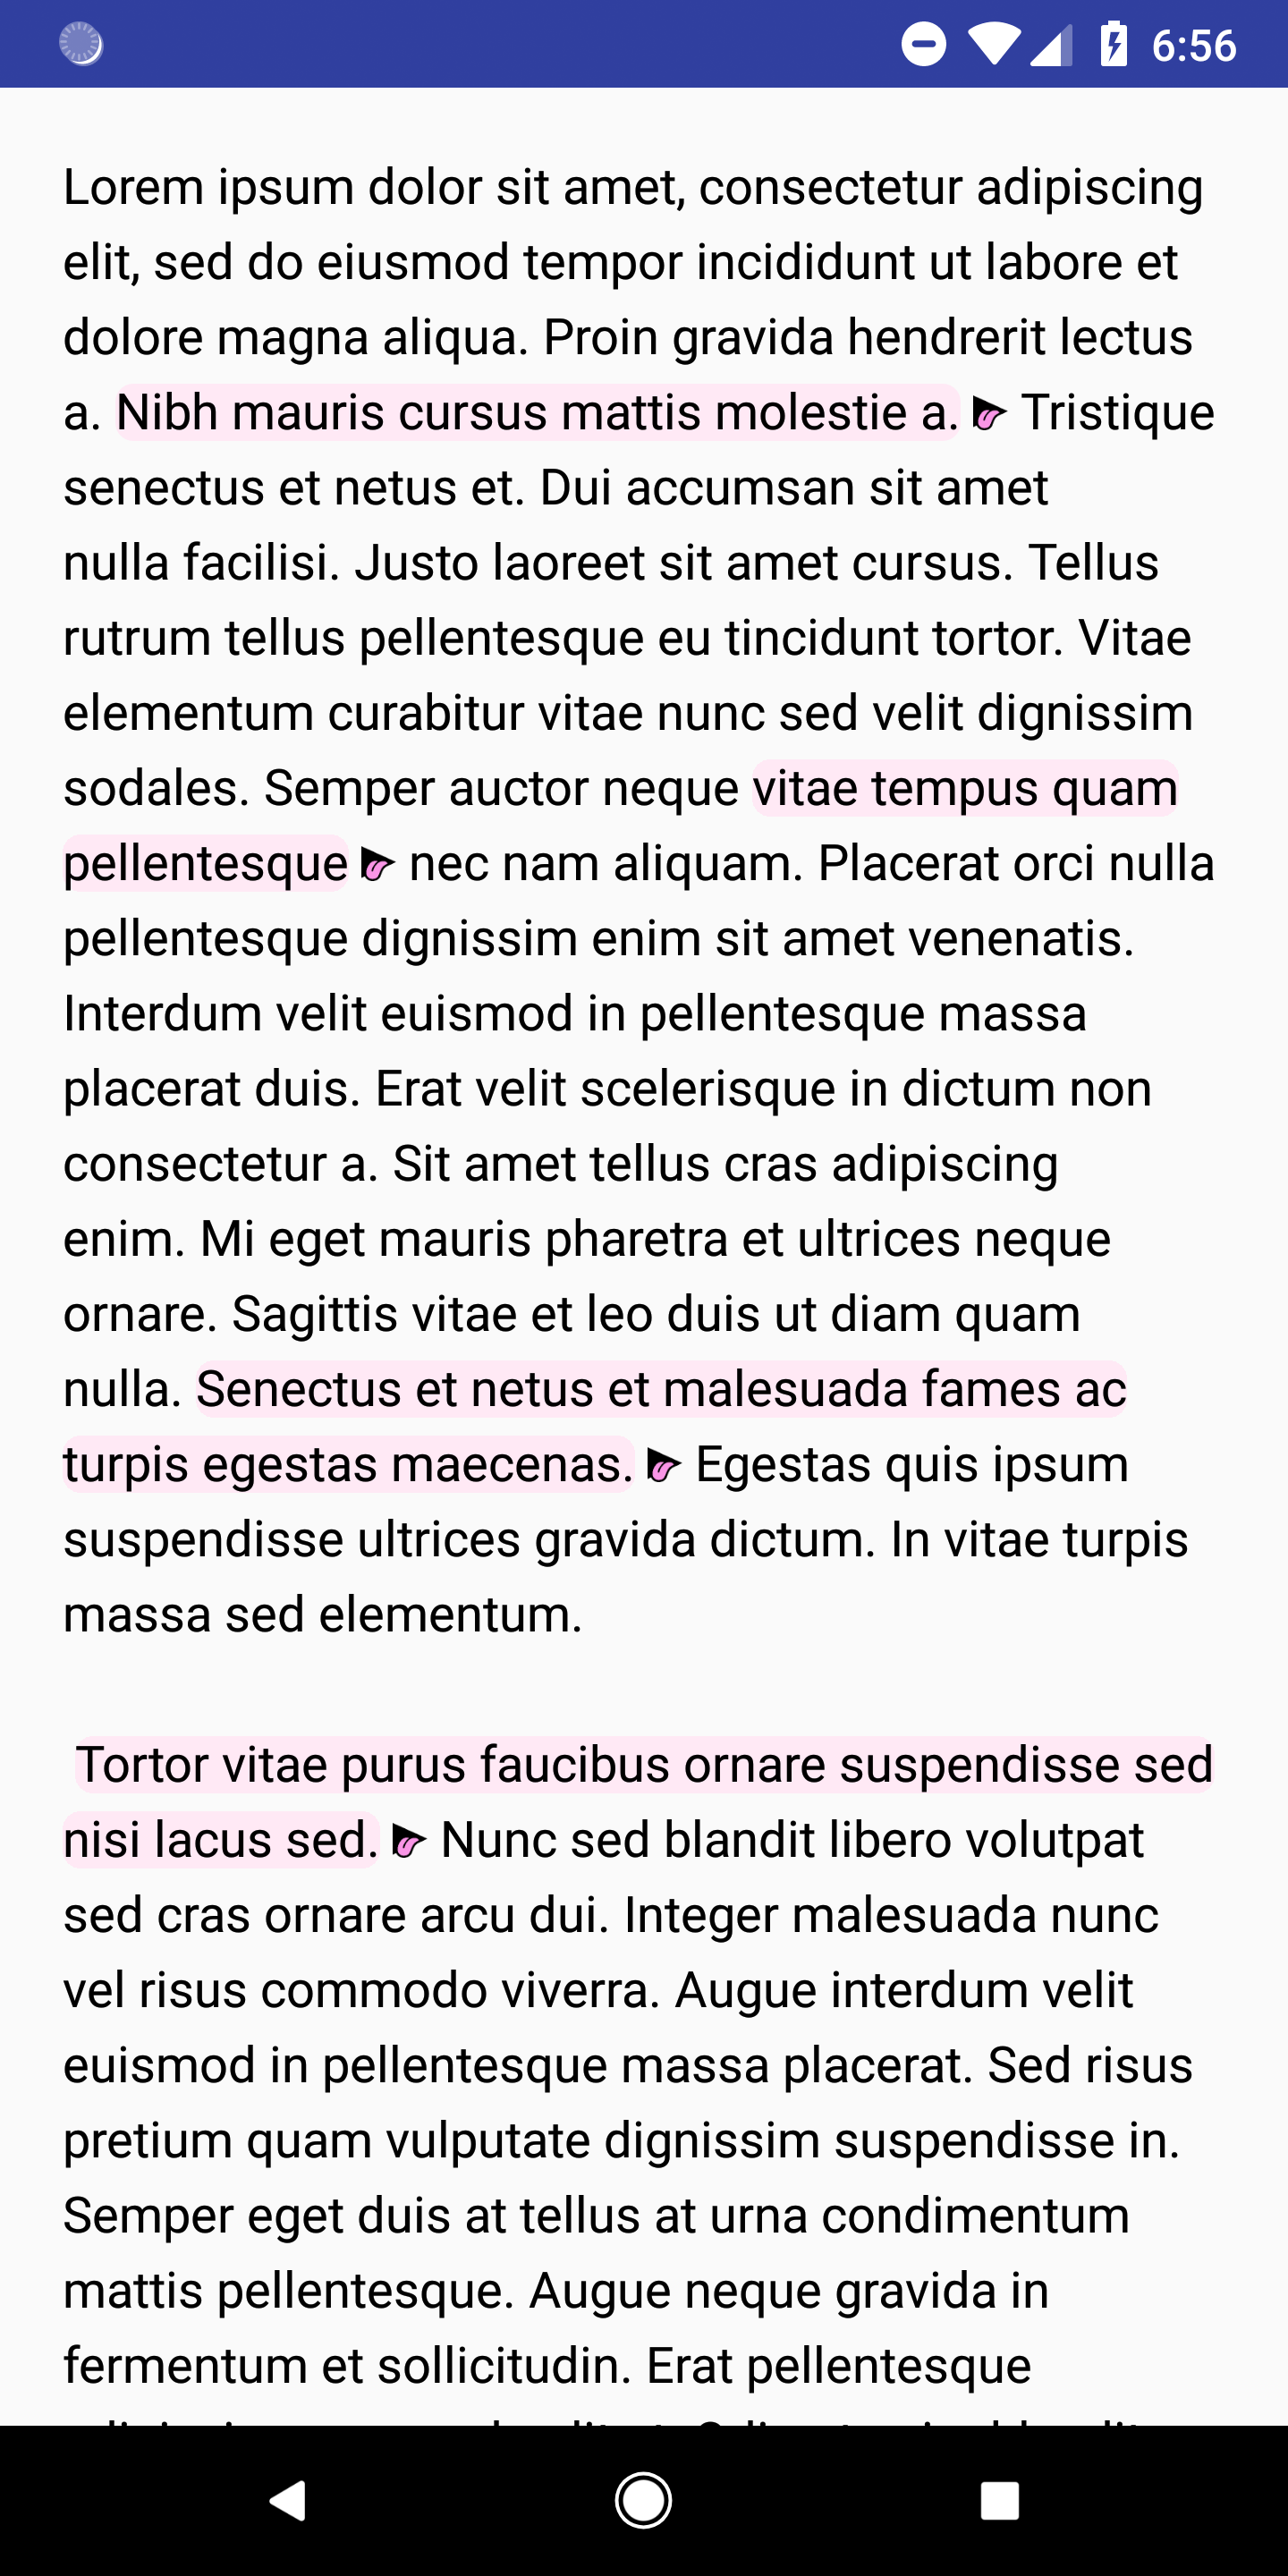 6:56
Lorem ipsum dolor sit amet, consectetur adipiscing
elit, sed do eiusmod tempor incididunt ut labore et
dolore magna aliqua. Proin gravida hendrerit lectus
a. Nibh mauris cursus mattis molestie a. Tristique
senectus et netus et. Dui accumsan sit amet
nulla facilisi. Justo laoreet sit amet cursus. Tellus
rutrum tellus pellentesque eu tincidunt tortor. Vitae
elementum curabitur vitae nunc sed velit dignissim
sodales. Semper auctor neque vitae tempus quam
pellentesque nec nam aliquam. Placerat orci nulla
pellentesque dignissim enim sit amet venenatis.
Interdum velit euismod in pellentesque massa
placerat duis. Erat velit scelerisque in dictum non
consectetur a. Sit amet tellus cras adipiscing
enim. Mi eget mauris pharetra et ultrices neque
ornare. Sagittis vitae et leo duis ut diam quam
nulla. Senectus et netus et malesuada fames ac
turpis egestas maecenas. Egestas quis ipsum
suspendisse ultrices gravida dictum. In vitae turpis
massa sed elementum.
Tortor vitae purus faucibus ornare suspendisse sed
nisi lacus sed. Nunc sed blandit libero volutpat
sed cras ornare arcu dui. Integer malesuada nunc
vel risus commodo viverra. Augue interdum velit
euismod in pellentesque massa placerat. Sed risus
pretium quam vulputate dignissim suspendisse in.
Semper eget duis at tellus at urna condimentum
mattis pellentesque. Augue neque gravida in
fermentum et sollicitudin. Erat pellentesque